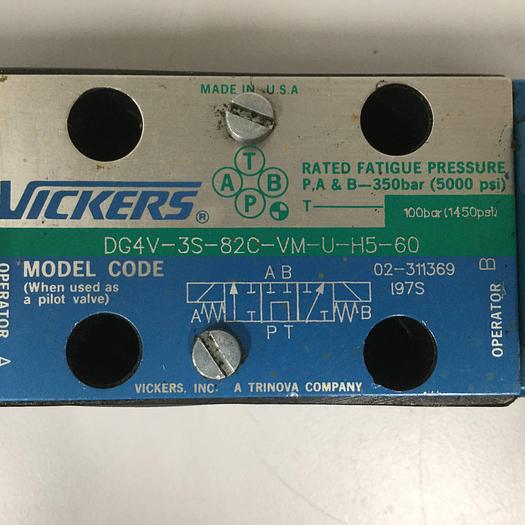 MADE IN U.S.A
T
A B
P
VICKERS®
RATED FATIGUE PRESSURE
P,A & B—350bar (5000 psi)
T— 100bar (1450psi)
DG4V-3S-82C-VM-U-H5-60
MODEL CODE
(When used as
a pilot valve)
02-311369
197S
A B
A B
P T
OPERATOR A
OPERATOR B
VICKERS, INC. A TRINOVA COMPANY